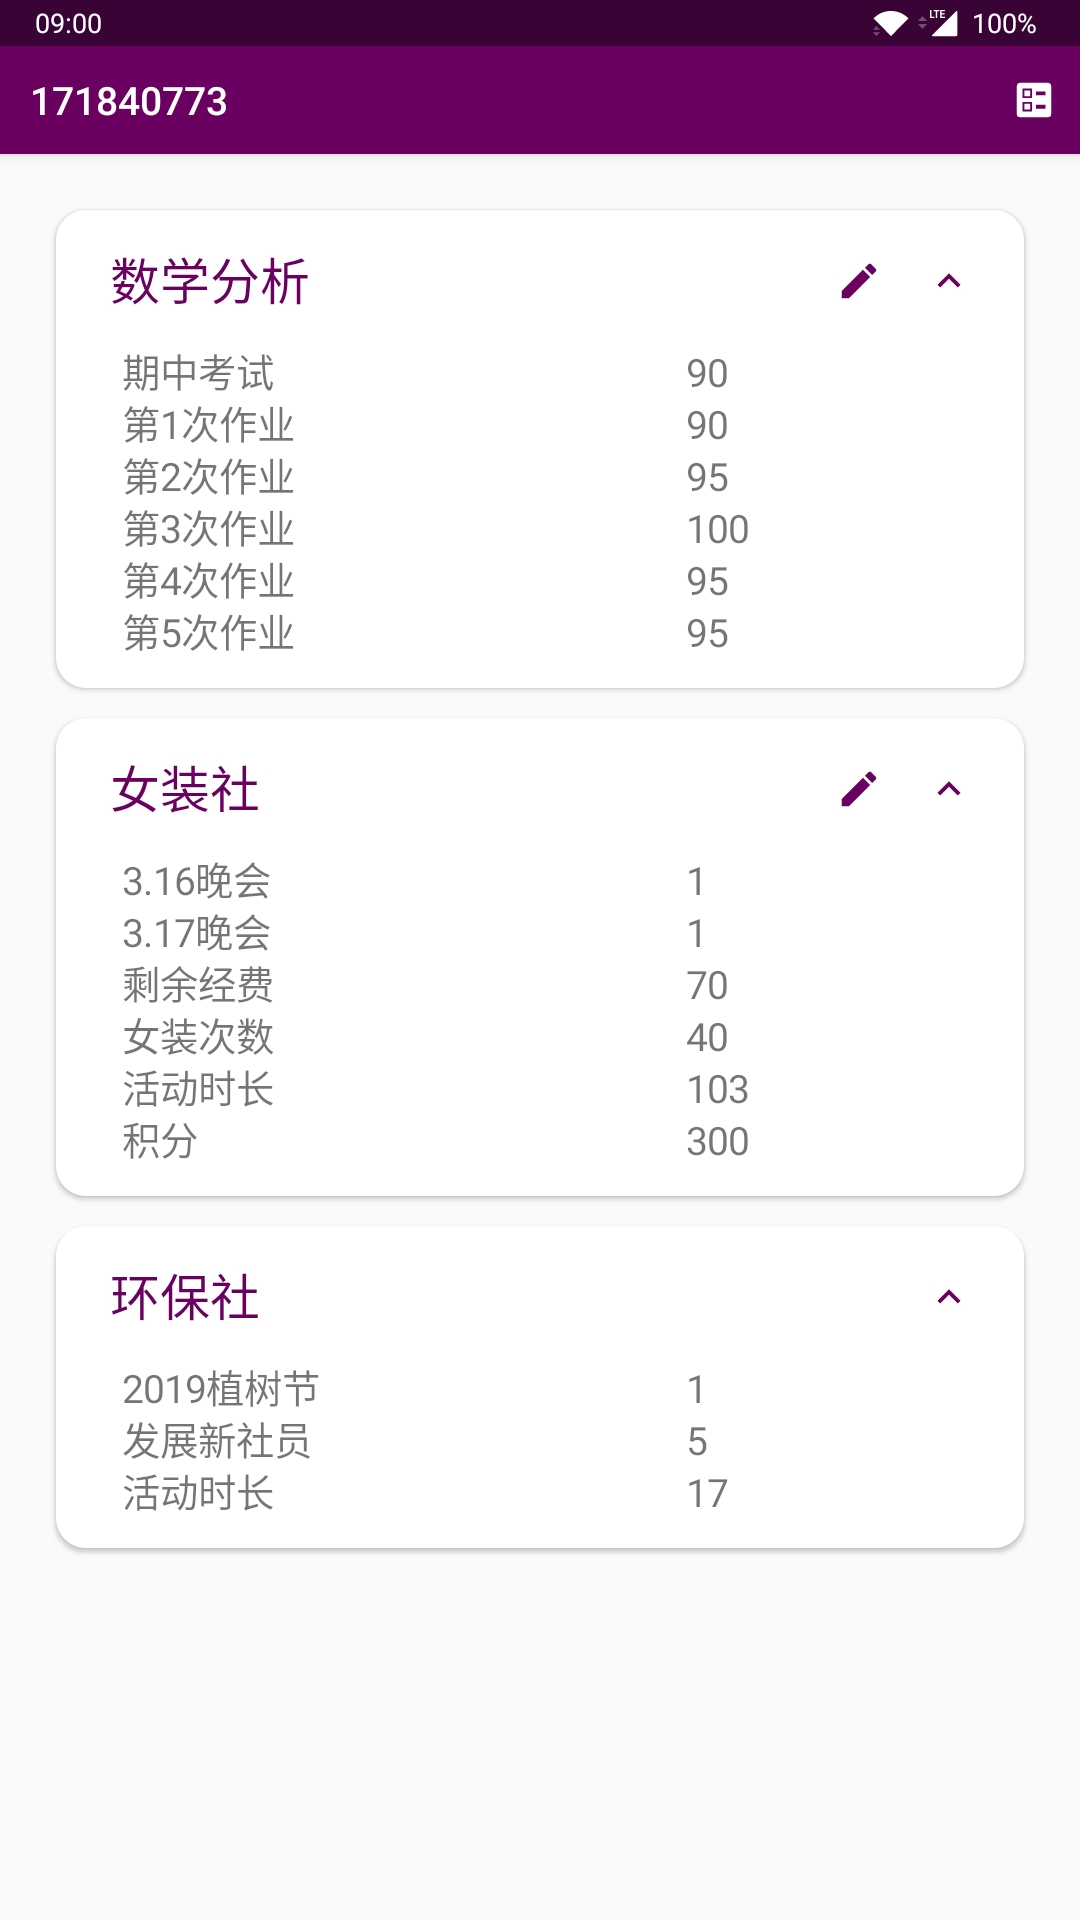 09:00 LTE 100%
171840773
数学分析
期中考试 90
第1次作业 90
第2次作业 95
第3次作业 100
第4次作业 95
第5次作业 95
女装社
3.16晚会 1
3.17晚会 1
剩余经费 70
女装次数 40
活动时长 103
积分 300
环保社
2019植树节 1
发展新社员 5
活动时长 17